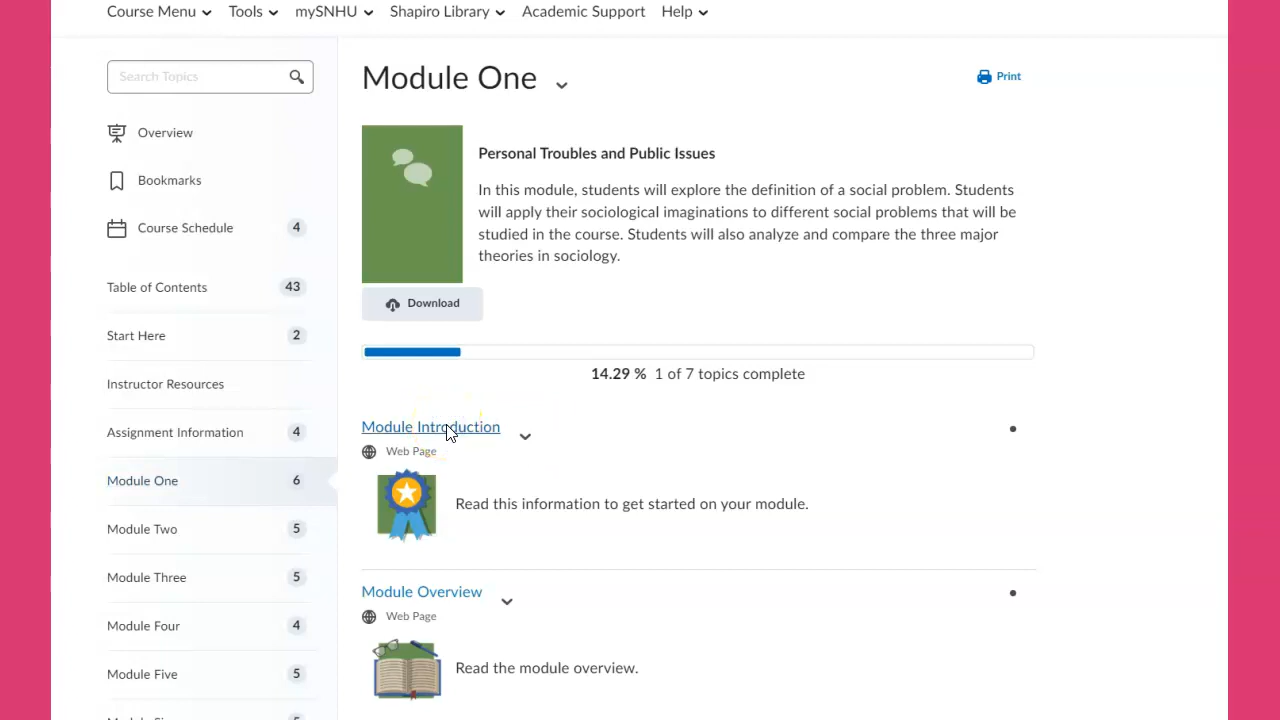 Course Menu Tools mySNHU Shapiro Library Academic Support Help
Search Topics
Overview
Bookmarks
Course Schedule 4
Table of Contents 43
Start Here 2
Instructor Resources
Assignment Information 4
Module One 6
Module Two 5
Module Three 5
Module Four 4
Module Five 5
Module One
Print
Personal Troubles and Public Issues
In this module, students will explore the definition of a social problem. Students
will apply their sociological imaginations to different social problems that will be
studied in the course. Students will also analyze and compare the three major
theories in sociology.
Download
14.29 % 1 of 7 topics complete
Module Introduction
Web Page
Read this information to get started on your module.
Module Overview
Web Page
Read the module overview.